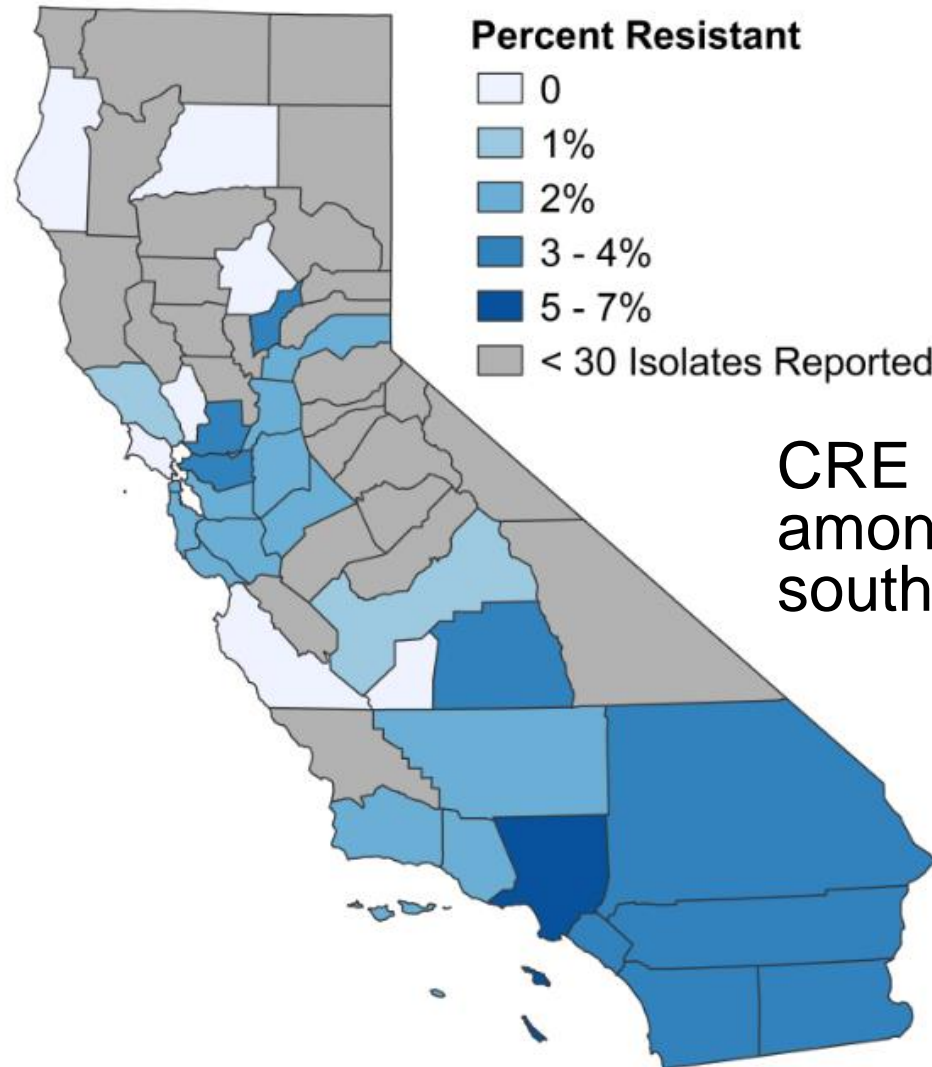 Percent Resistant
0
1%
2%
3 - 4%
5 - 7%
< 30 Isolates Reported
CRE
amon
south